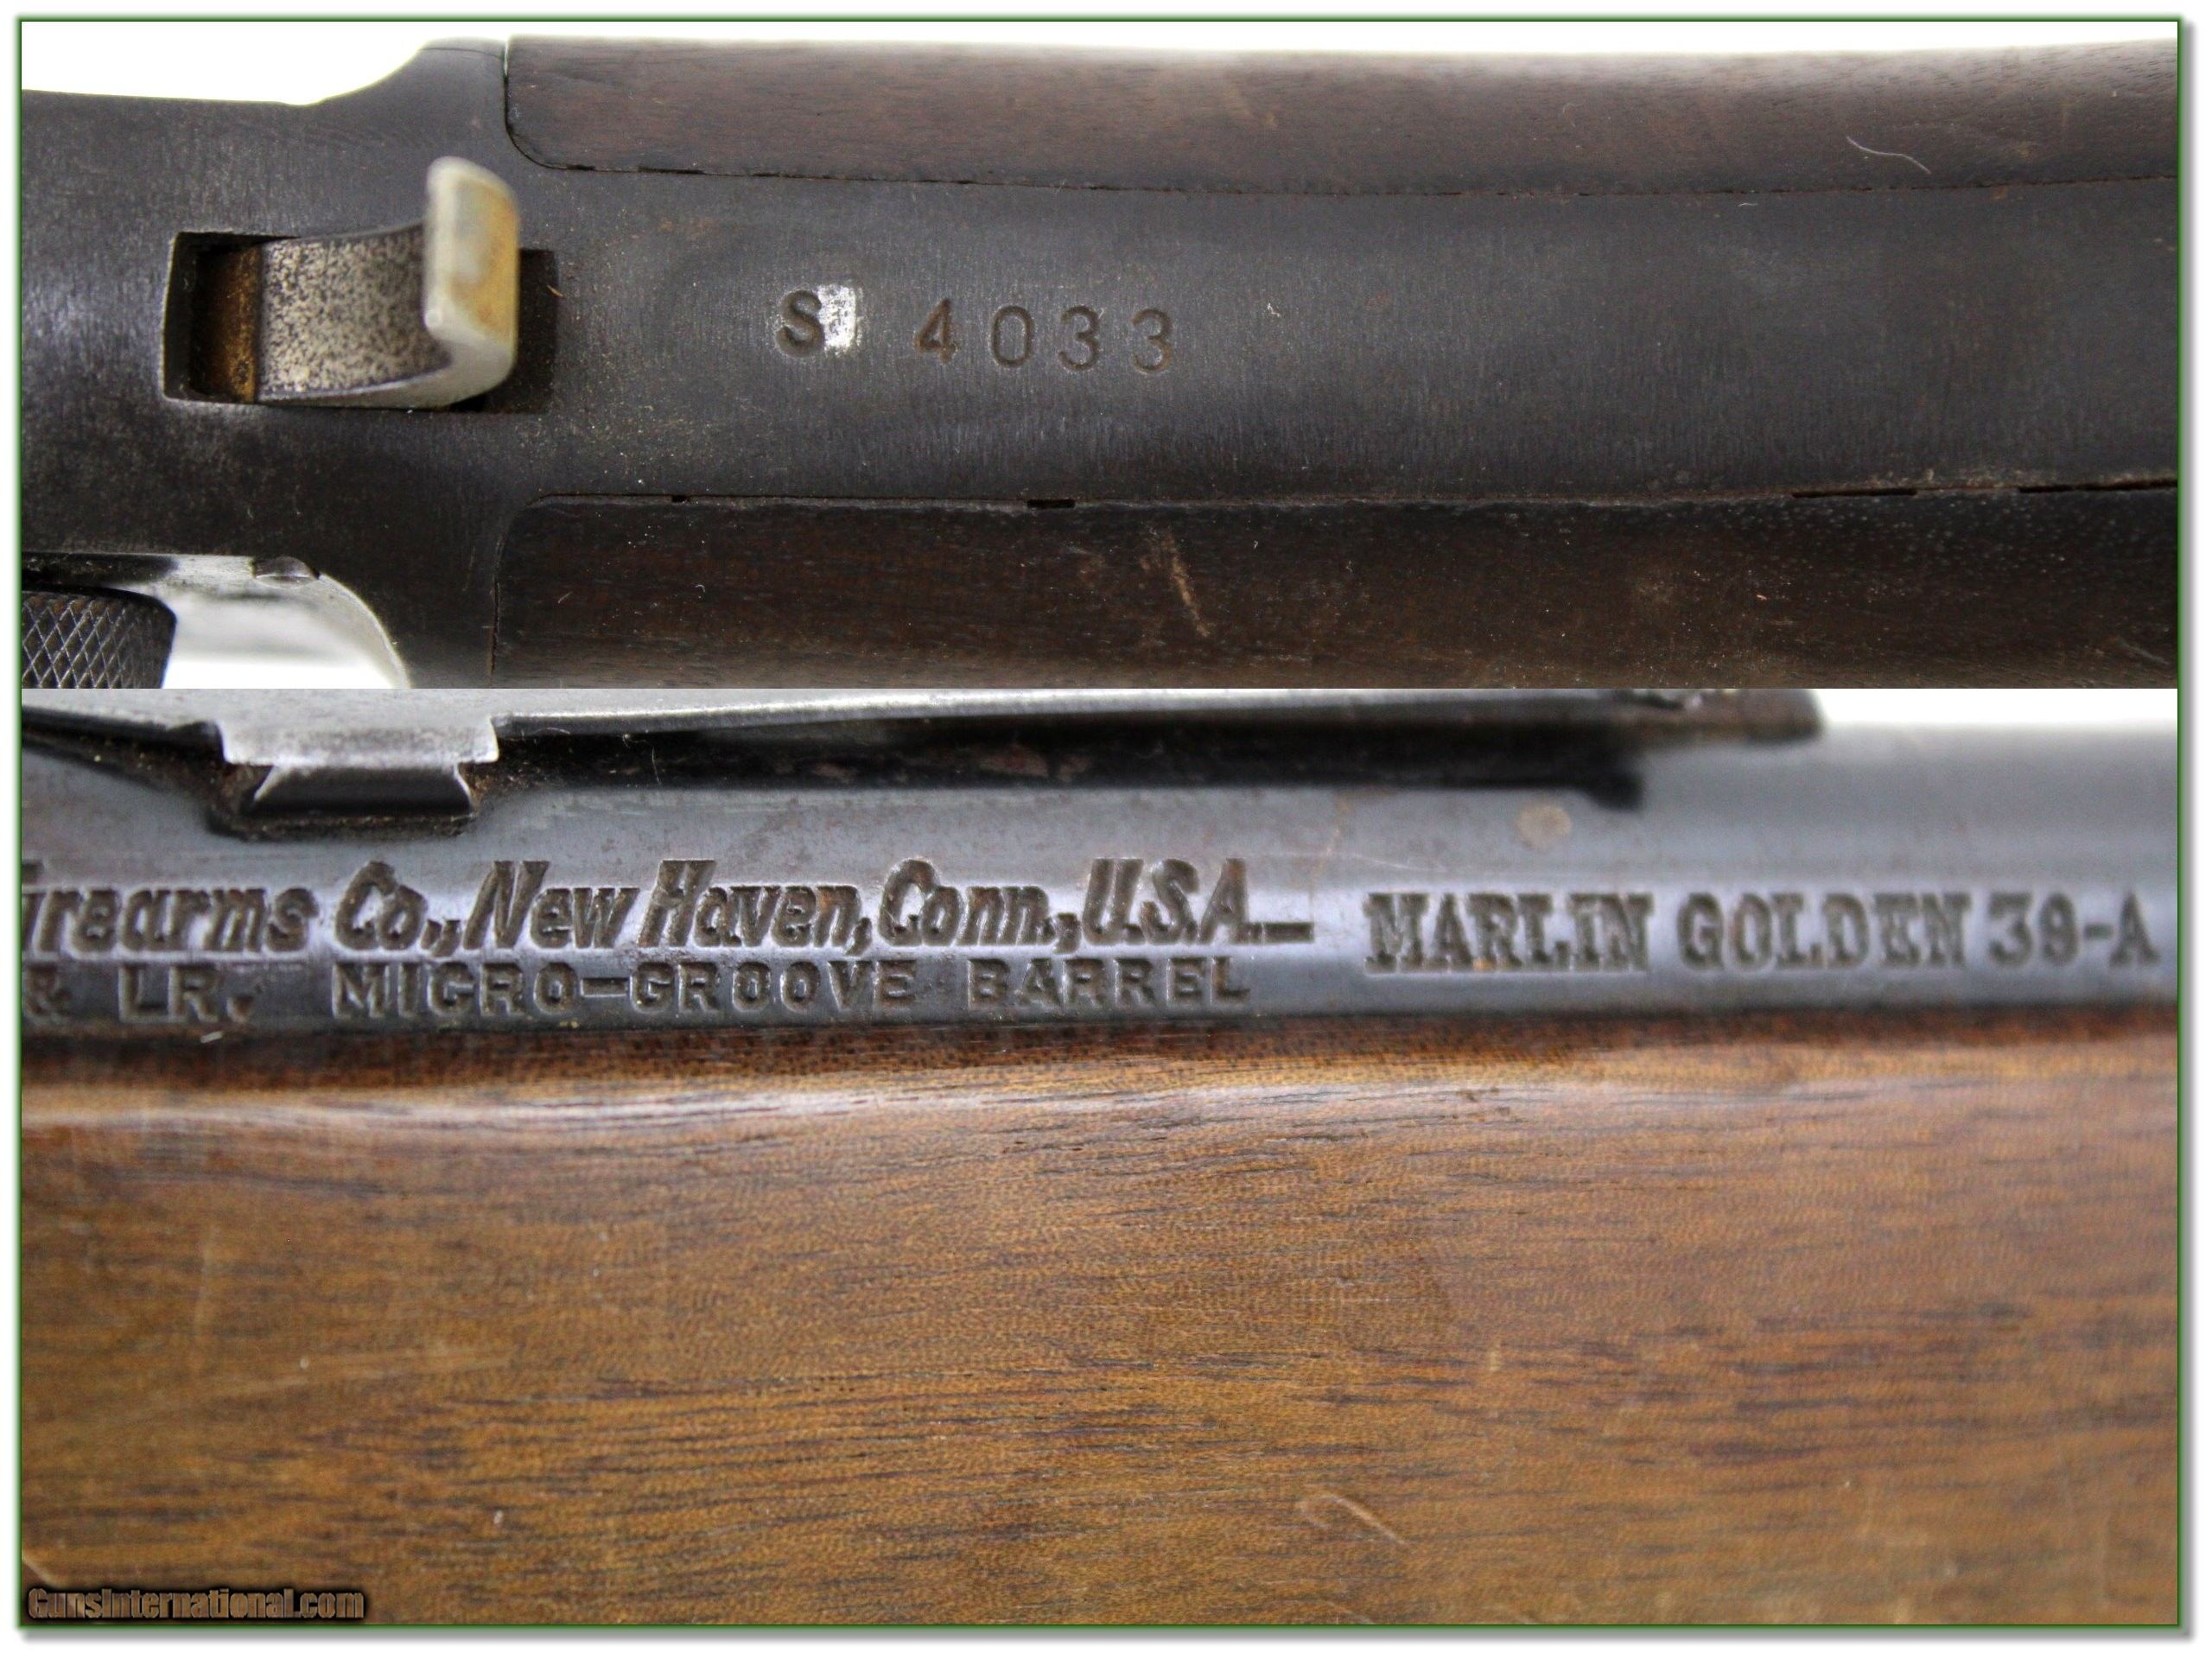 S 4033
Firearms Co., New Haven, Conn., U.S.A.—
MARLIN GOLDEN 39-A
& LR. MICRO-GROOVE BARREL
GunsInternational.com